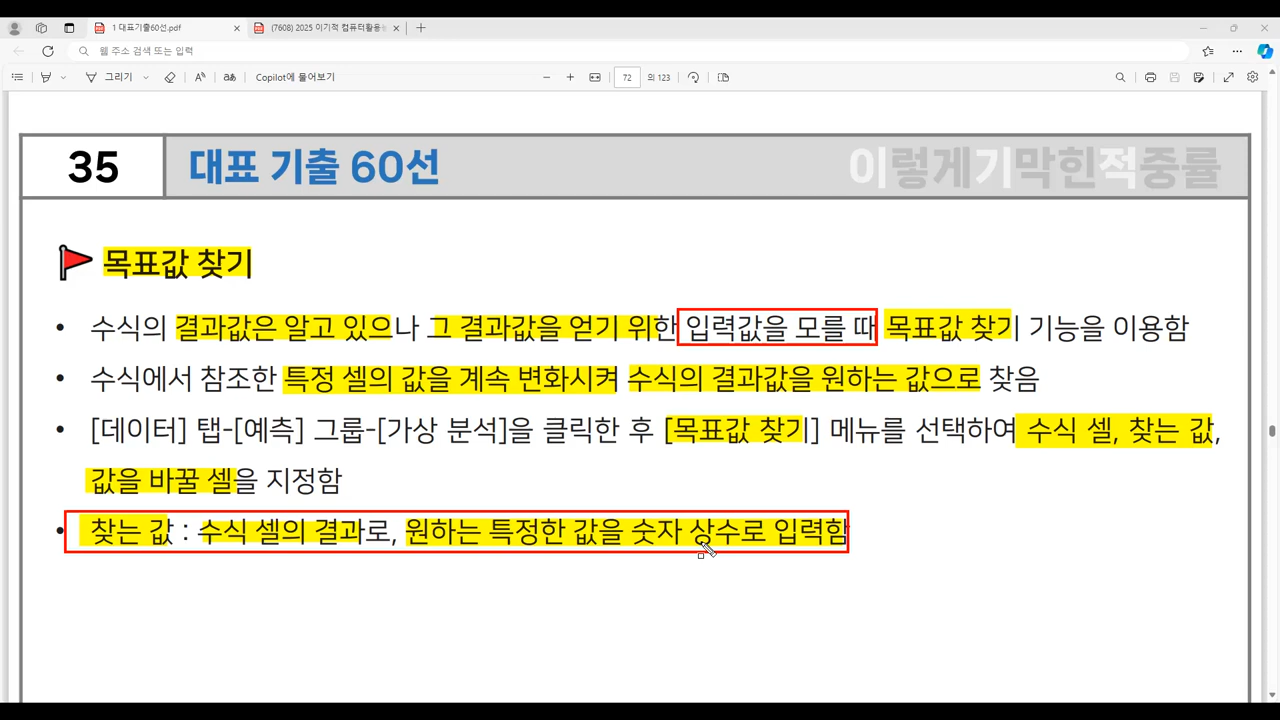 1 대표기출60선.pdf
(7608) 2025 이기적 컴퓨터활용능
웹 주소 검색 또는 입력
그리기
가あ
Copilot에 물어보기
72 의 123
35 대표 기출 60선 이렇게기막힌적중률
목표값 찾기
• 수식의 결과값은 알고 있으나 그 결과값을 얻기 위한 입력값을 모를 때 목표값 찾기 기능을 이용함
• 수식에서 참조한 특정 셀의 값을 계속 변화시켜 수식의 결과값을 원하는 값으로 찾음
• [데이터] 탭-[예측] 그룹-[가상 분석]을 클릭한 후 [목표값 찾기] 메뉴를 선택하여 수식 셀, 찾는 값,
값을 바꿀 셀을 지정함
• 찾는 값 : 수식 셀의 결과로, 원하는 특정한 값을 숫자 상수로 입력함